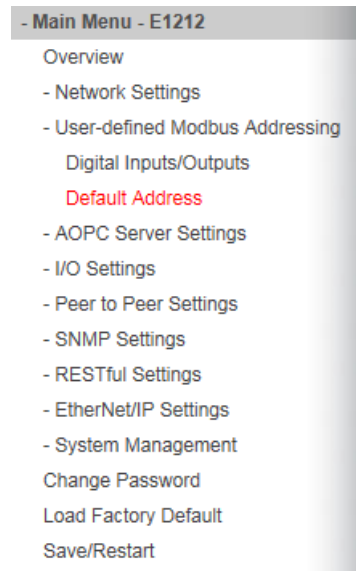 - Main Menu - E1212
Overview
- Network Settings
- User-defined Modbus Addressing
Digital Inputs/Outputs
Default Address
- AOPC Server Settings
- I/O Settings
- Peer to Peer Settings
- SNMP Settings
- RESTful Settings
- EtherNet/IP Settings
- System Management
Change Password
Load Factory Default
Save/Restart